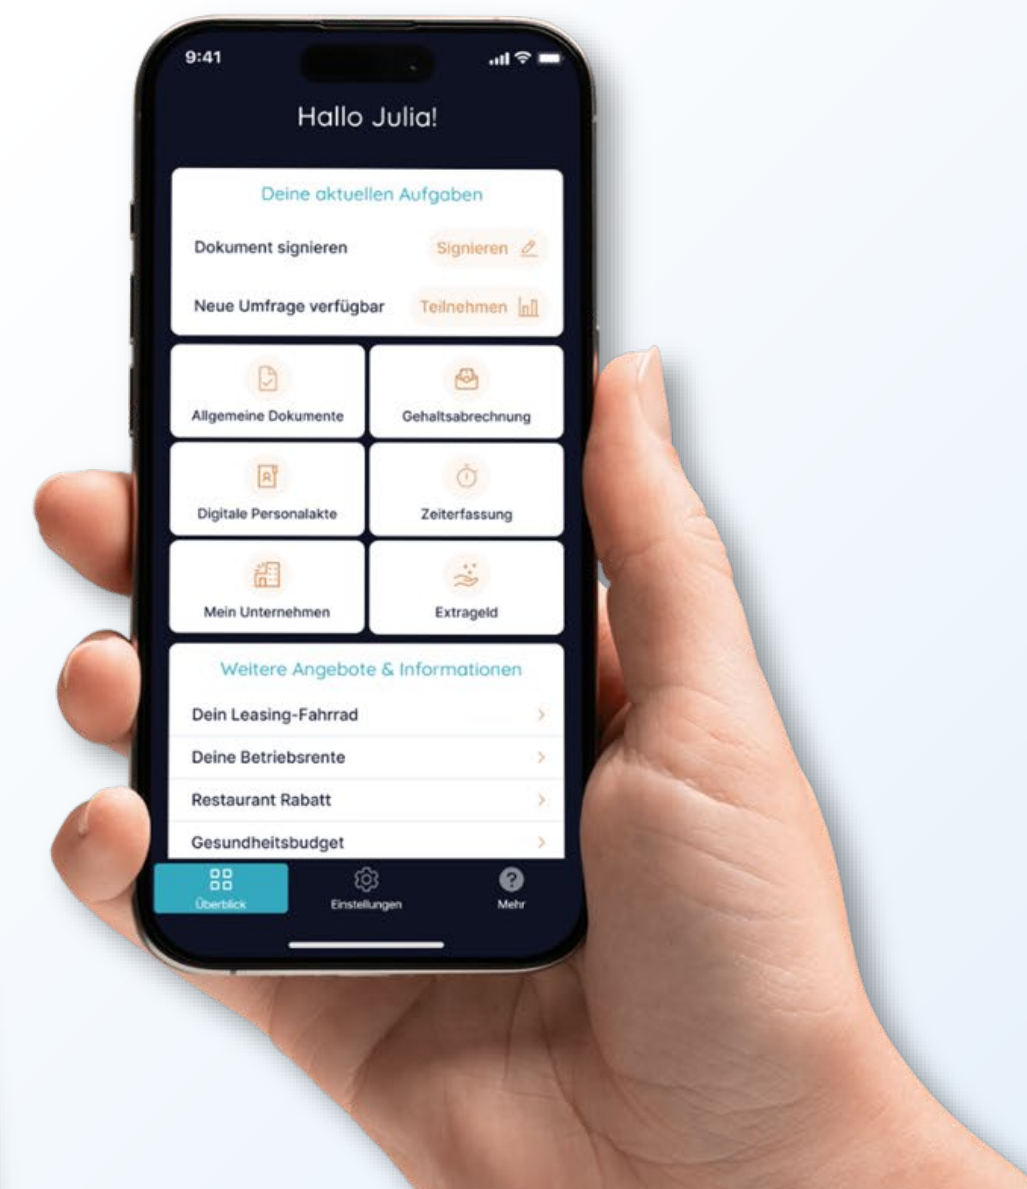 9:41
Hallo Julia!
Deine aktuellen Aufgaben
Dokument signieren
Signieren
Neue Umfrage verfügbar
Teilnehmen
Allgemeine Dokumente
Gehaltsabrechnung
Digitale Personalakte
Zeiterfassung
Mein Unternehmen
Extrageld
Weitere Angebote & Informationen
Dein Leasing-Fahrrad
Deine Betriebsrente
Restaurant Rabatt
Gesundheitsbudget
Überblick
Einstellungen
Mehr